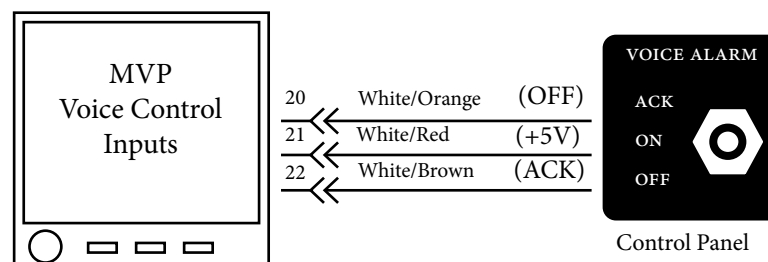 MVP
Voice Control
Inputs
20 White/Orange (OFF)
21 White/Red (+5V)
22 White/Brown (ACK)
VOICE ALARM
ACK
ON
OFF
Control Panel